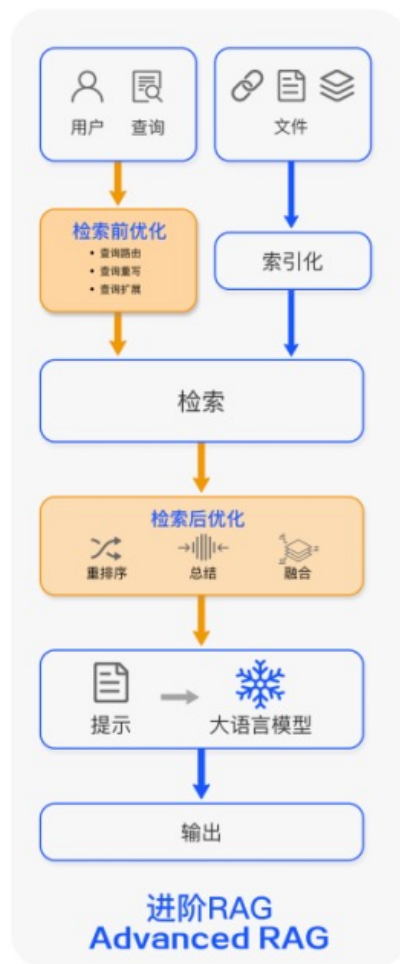 用户 查询
文件
检索前优化
• 查询路由
• 查询重写
• 查询扩展
索引化
检索
检索后优化
重排序 总结 融合
提示 大语言模型
输出
进阶RAG
Advanced RAG